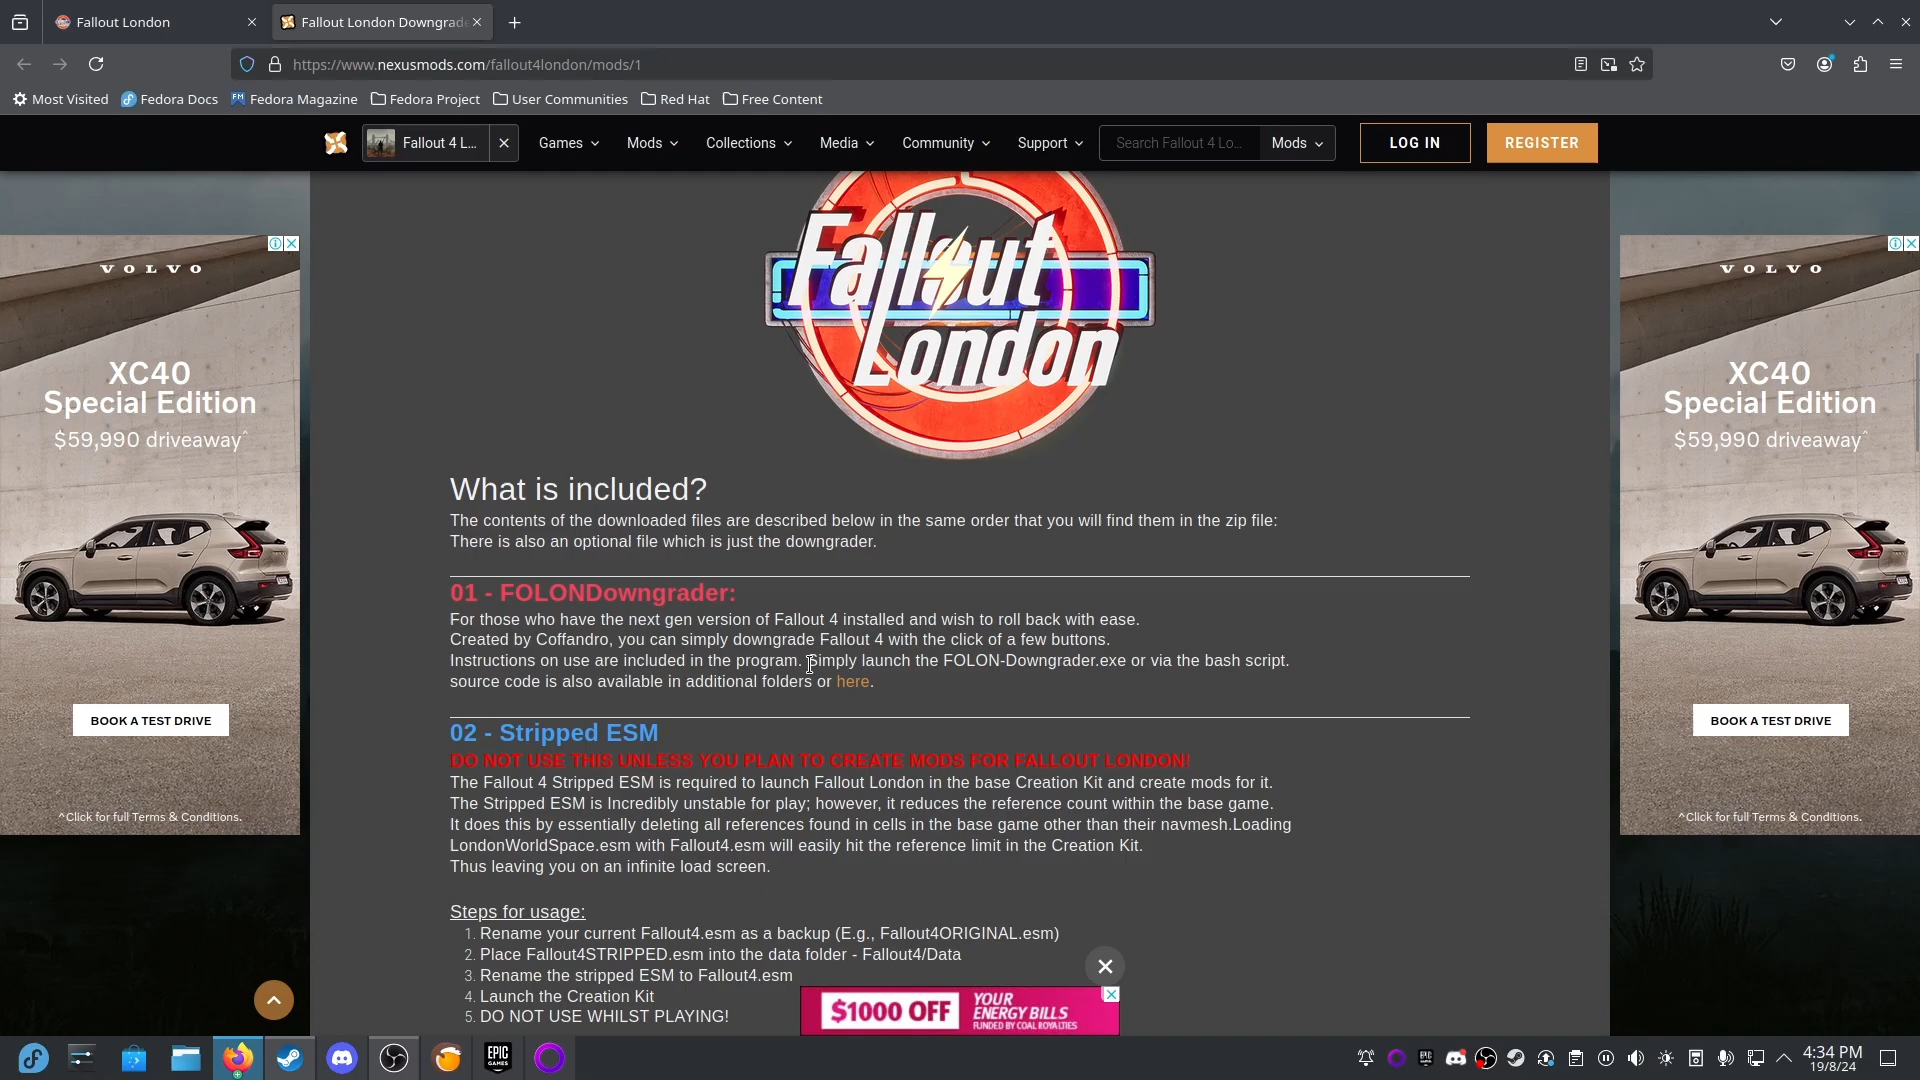 Fallout London
Fallout London Downgrade
https://www.nexusmods.com/fallout4london/mods/1
Most Visited
Fedora Docs
Fedora Magazine
Fedora Project
User Communities
Red Hat
Free Content
Fallout 4 L...
Games
Mods
Collections
Media
Community
Support
Search Fallout 4 Lo...
Mods
LOG IN
REGISTER
Fallout
London
VOLVO
XC40
Special Edition
$59,990 driveaway^
BOOK A TEST DRIVE
^Click for full Terms & Conditions.
What is included?
The contents of the downloaded files are described below in the same order that you will find them in the zip file:
There is also an optional file which is just the downgrader.
01 - FOLONDowngrader:
For those who have the next gen version of Fallout 4 installed and wish to roll back with ease.
Created by Coffandro, you can simply downgrade Fallout 4 with the click of a few buttons.
Instructions on use are included in the program. Simply launch the FOLON-Downgrader.exe or via the bash script.
source code is also available in additional folders or here.
02 - Stripped ESM
DO NOT USE THIS UNLESS YOU PLAN TO CREATE MODS FOR FALLOUT LONDON!
The Fallout 4 Stripped ESM is required to launch Fallout London in the base Creation Kit and create mods for it.
The Stripped ESM is Incredibly unstable for play; however, it reduces the reference count within the base game.
It does this by essentially deleting all references found in cells in the base game other than their navmesh.Loading
LondonWorldSpace.esm with Fallout4.esm will easily hit the reference limit in the Creation Kit.
Thus leaving you on an infinite load screen.
Steps for usage:
1. Rename your current Fallout4.esm as a backup (E.g., Fallout4ORIGINAL.esm)
2. Place Fallout4STRIPPED.esm into the data folder - Fallout4/Data
3. Rename the stripped ESM to Fallout4.esm
4. Launch the Creation Kit
5. DO NOT USE WHILST PLAYING!
$1000 OFF
YOUR
ENERGY BILLS
FUNDED BY COAL ROYALTIES
VOLVO
XC40
Special Edition
$59,990 driveaway^
BOOK A TEST DRIVE
^Click for full Terms & Conditions.
EPIC
GAMES
4:34 PM
19/8/24